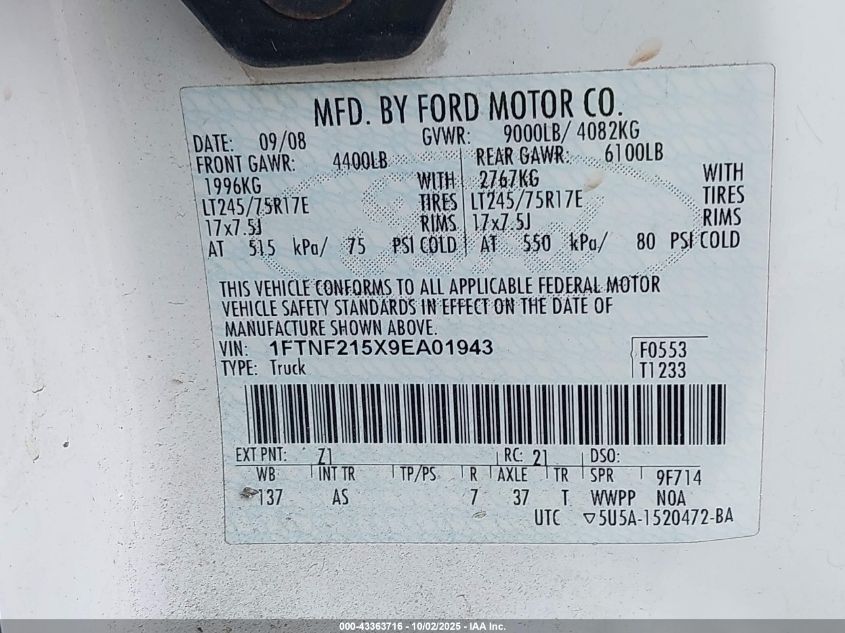 MFD. BY FORD MOTOR CO.
DATE: 09/08 GVWR: 9000LB/ 4082KG
FRONT GAWR: 4400LB REAR GAWR: 6100LB
1996KG WITH 2767KG WITH
LT245/75R17E TIRES LT245/75R17E TIRES
17x7.5J RIMS 17x7.5J RIMS
AT 515 kPa/ 75 PSI COLD AT 550 kPa/ 80 PSI COLD
THIS VEHICLE CONFORMS TO ALL APPLICABLE FEDERAL MOTOR
VEHICLE SAFETY STANDARDS IN EFFECT ON THE DATE OF
MANUFACTURE SHOWN ABOVE.
VIN: 1FTNF215X9EA01943 F0553
TYPE: Truck T1233
EXT PNT: Z1 RC: 21 DSO:
WB INT TR TP/PS R AXLE TR SPR 9F714
137 AS 7 37 T WWPP NOA
UTC ▽5U5A-1520472-BA
000-43363716 - 10/02/2025 - IAA Inc.